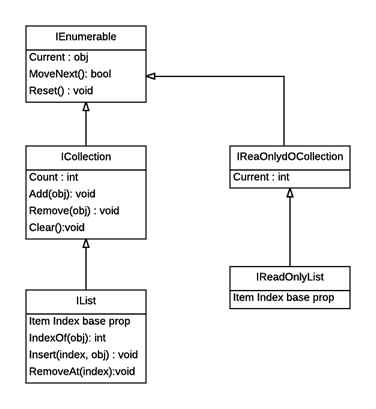 IEnumerable
Current : obj
MoveNext(): bool
Reset() : void
ICollection
Count : int
Add(obj): void
Remove(obj) : void
Clear():void
IList
Item Index base prop
IndexOf(obj): int
Insert(index, obj) : void
RemoveAt(index):void
IReaOnlydOCollection
Current : int
IReadOnlyList
Item Index base prop